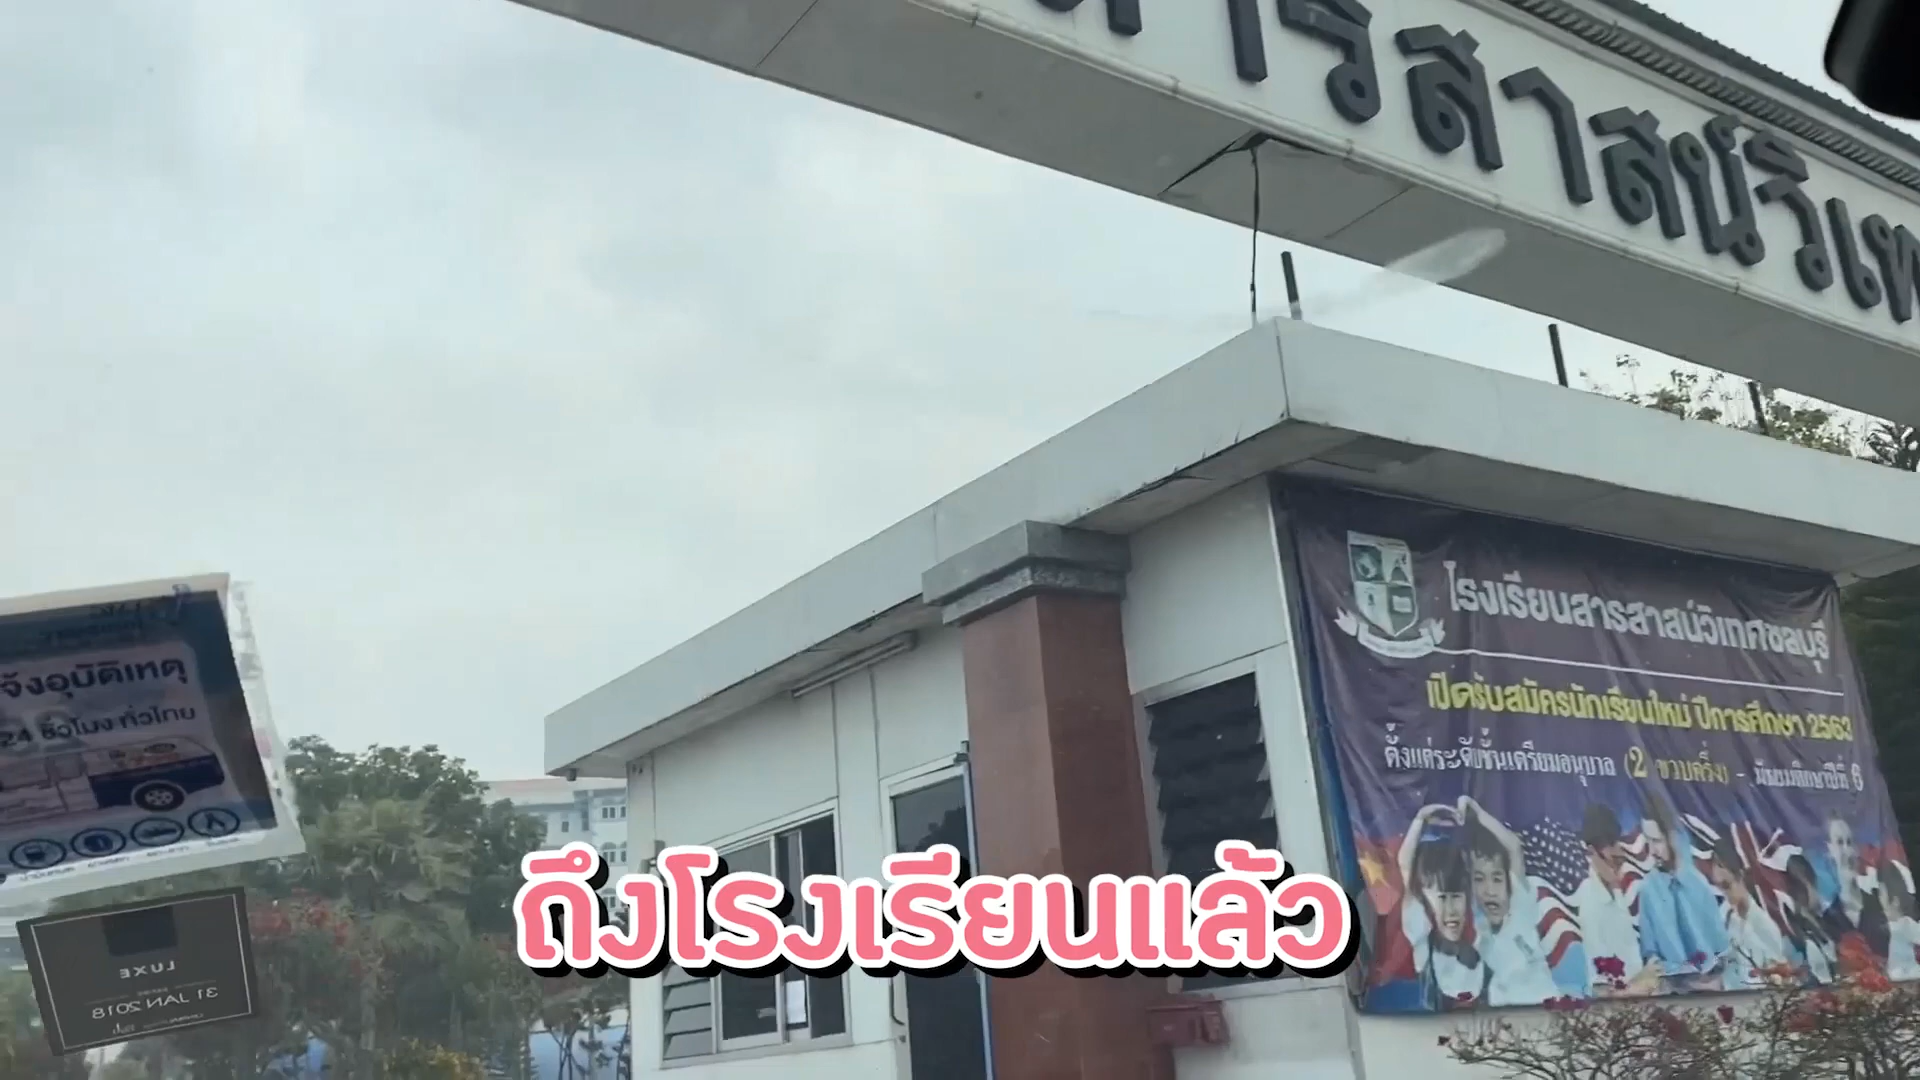 ารสาสน์วิเท
โรงเรียนสารสาสน์วิเทศชลบุรี
เปิดรับสมัครนักเรียนใหม่ ปีการศึกษา 2563
ตั้งแต่ระดับชั้นเตรียมอนุบาล (2 ขวบครึ่ง) - มัธยมศึกษาปีที่ 6
จ้งอุบัติเหตุ
24 ชั่วโมง ทั่วไทย
LUXE
31 JAN 2018
ถึงโรงเรียนแล้ว